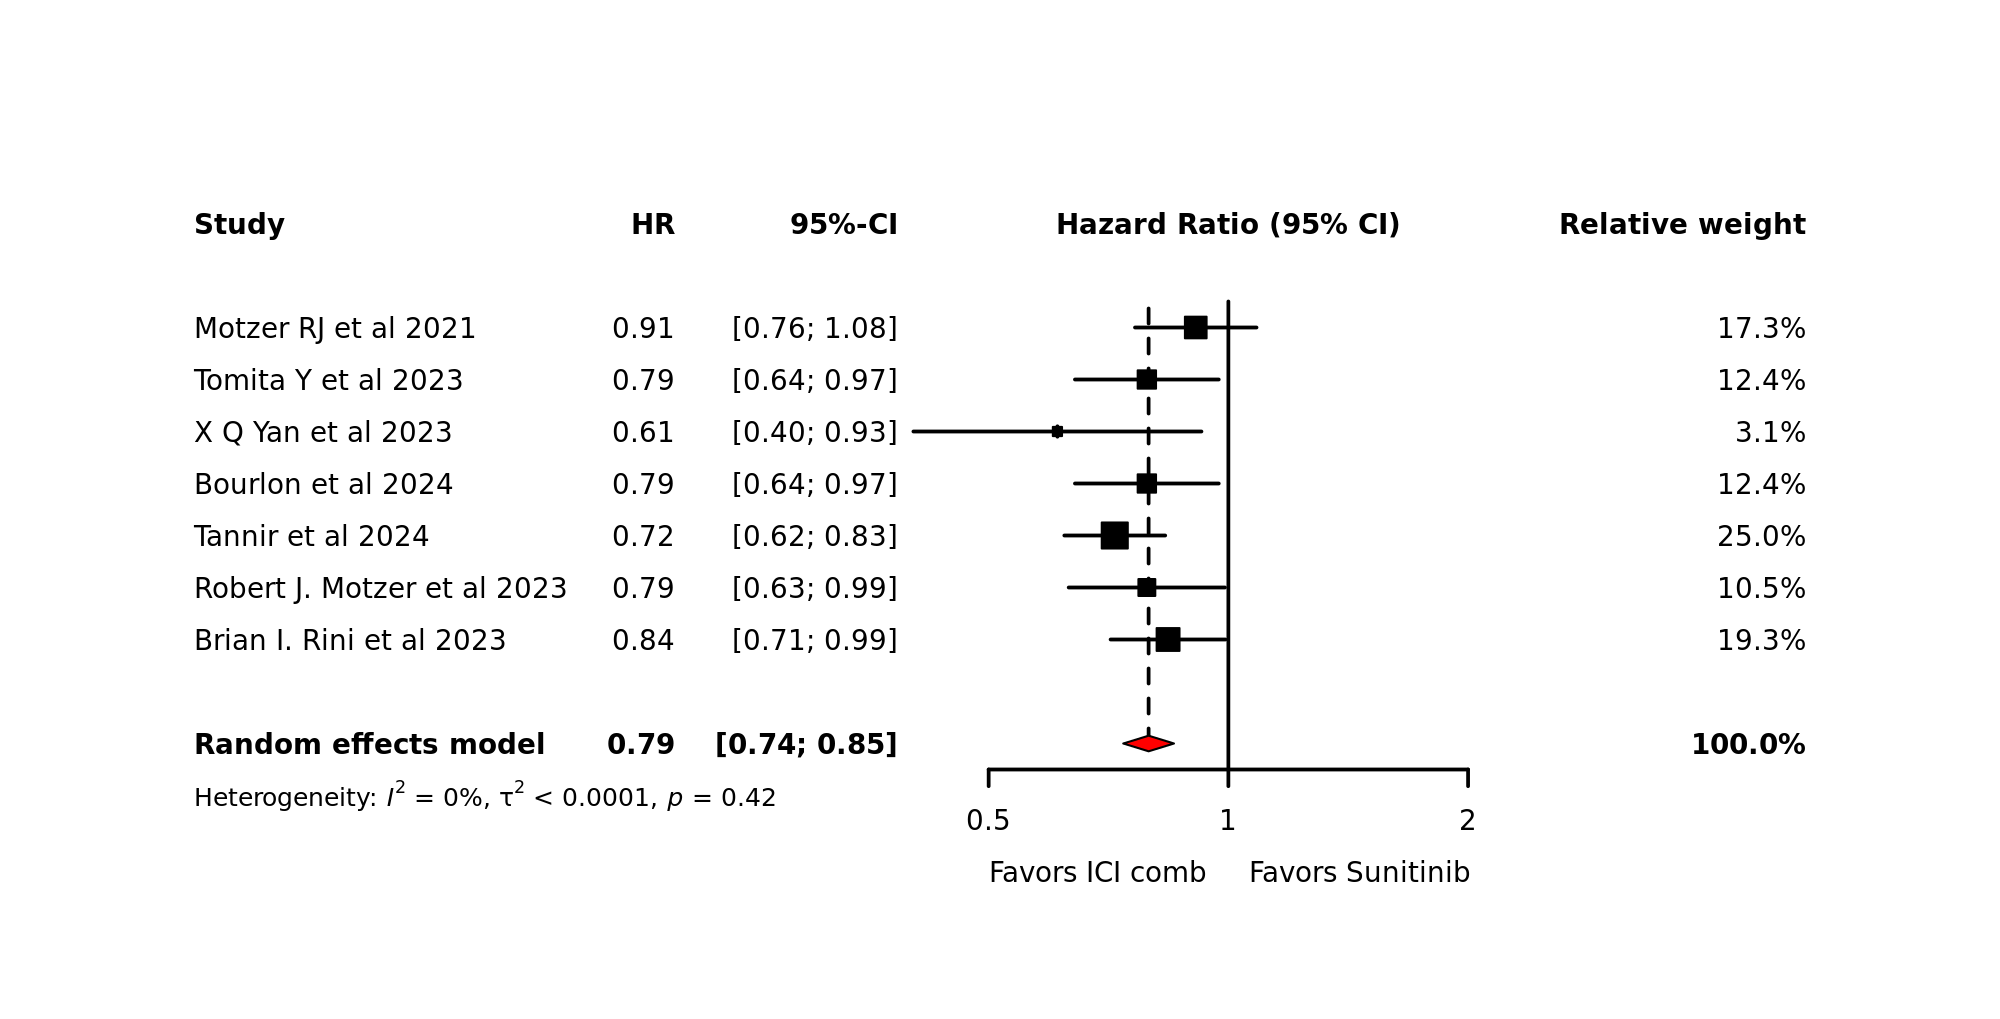 Study HR 95%-CI Hazard Ratio (95% CI) Relative weight
Motzer RJ et al 2021 0.91 [0.76; 1.08] 17.3%
Tomita Y et al 2023 0.79 [0.64; 0.97] 12.4%
X Q Yan et al 2023 0.61 [0.40; 0.93] 3.1%
Bourlon et al 2024 0.79 [0.64; 0.97] 12.4%
Tannir et al 2024 0.72 [0.62; 0.83] 25.0%
Robert J. Motzer et al 2023 0.79 [0.63; 0.99] 10.5%
Brian I. Rini et al 2023 0.84 [0.71; 0.99] 19.3%
Random effects model 0.79 [0.74; 0.85] 100.0%
Heterogeneity: I² = 0%, τ² < 0.0001, p = 0.42
0.5 1 2
Favors ICI comb Favors Sunitinib